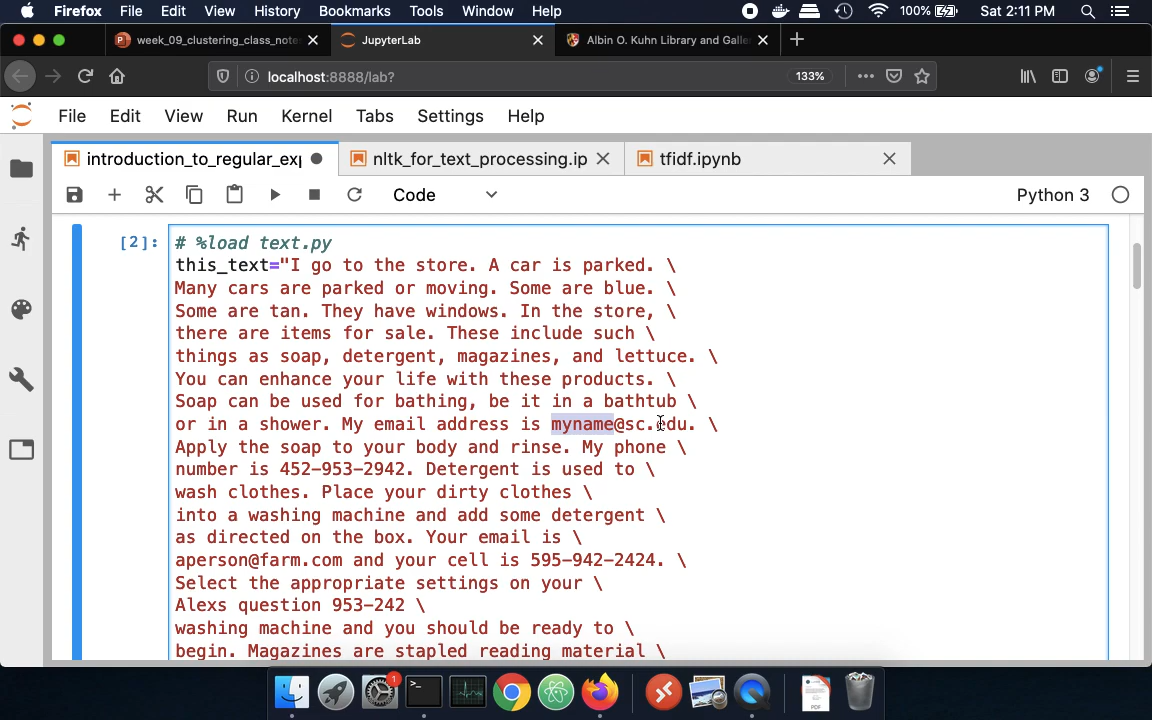 Firefox File Edit View History Bookmarks Tools Window Help 100% Sat 2:11 PM
week_09_clustering_class_note JupyterLab Albin O. Kuhn Library and Galle
localhost:8888/lab? 133%
File Edit View Run Kernel Tabs Settings Help
introduction_to_regular_exp nltk_for_text_processing.ip tfidf.ipynb
Code Python 3
[2]: # %load text.py
this_text="I go to the store. A car is parked. \
Many cars are parked or moving. Some are blue. \
Some are tan. They have windows. In the store, \
there are items for sale. These include such \
things as soap, detergent, magazines, and lettuce. \
You can enhance your life with these products. \
Soap can be used for bathing, be it in a bathtub \
or in a shower. My email address is myname@sc.edu. \
Apply the soap to your body and rinse. My phone \
number is 452-953-2942. Detergent is used to \
wash clothes. Place your dirty clothes \
into a washing machine and add some detergent \
as directed on the box. Your email is \
aperson@farm.com and your cell is 595-942-2424. \
Select the appropriate settings on your \
Alexs question 953-242 \
washing machine and you should be ready to \
begin. Magazines are stapled reading material \
1
PDF